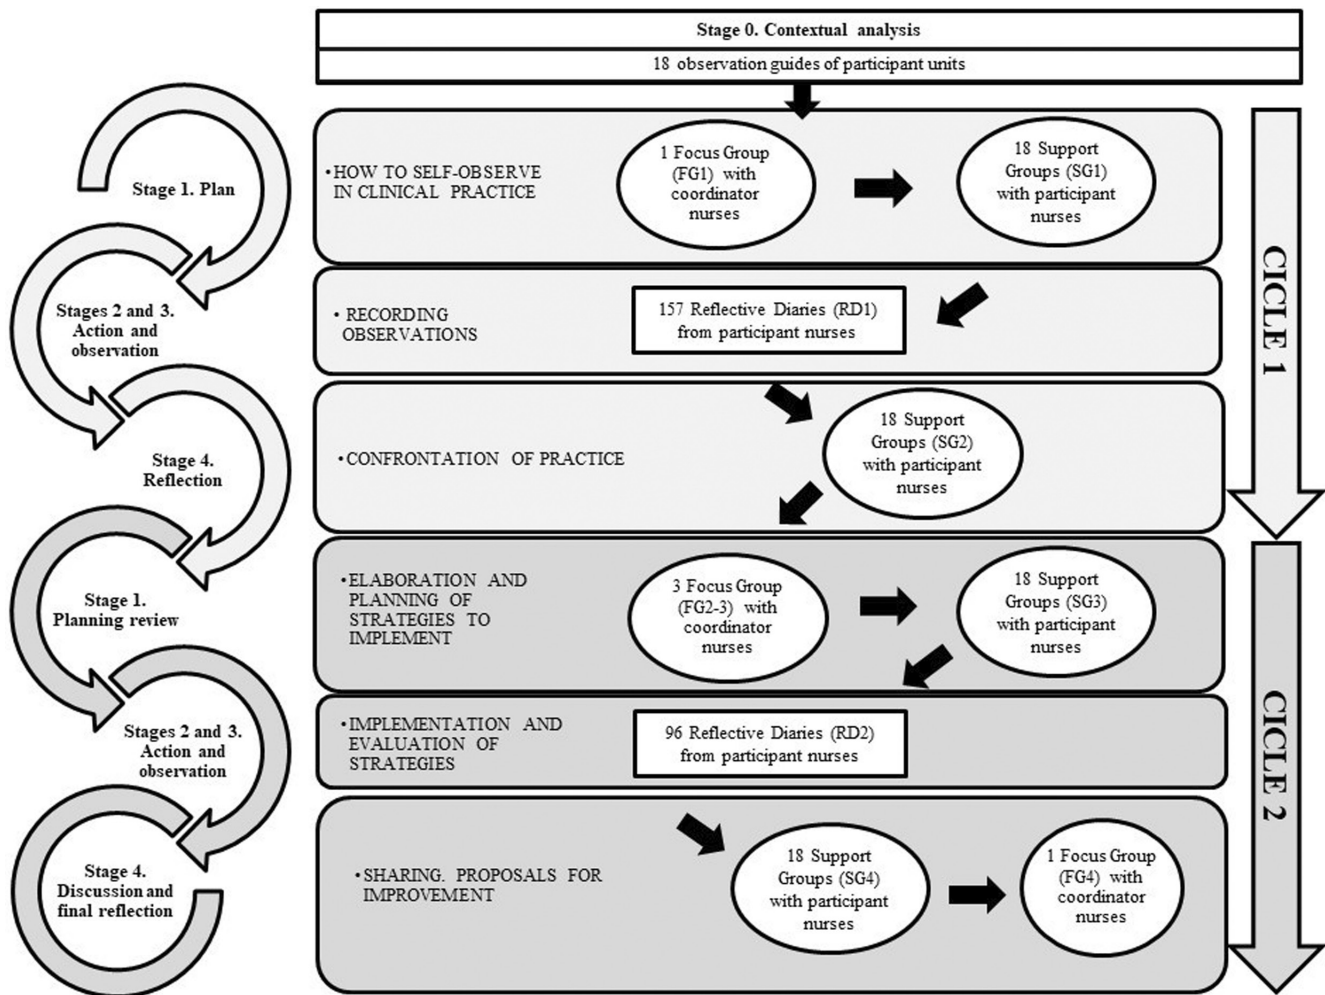 Stage 0. Contextual analysis
18 observation guides of participant units
Stage 1. Plan
•HOW TO SELF-OBSERVE
IN CLINICAL PRACTICE
1 Focus Group
(FG1) with
coordinator
nurses
18 Support
Groups (SG1)
with participant
nurses
CICLE 1
Stages 2 and 3.
Action and
observation
• RECORDING
OBSERVATIONS
157 Reflective Diaries (RD1)
from participant nurses
Stage 4.
Reflection
•CONFRONTATION OF PRACTICE
18 Support
Groups (SG2)
with participant
nurses
Stage 1.
Planning review
•ELABORATION AND
PLANNING OF
STRATEGIES TO
IMPLEMENT
3 Focus Group
(FG2-3) with
coordinator
nurses
18 Support
Groups (SG3)
with participant
nurses
CICLE 2
Stages 2 and 3.
Action and
observation
•IMPLEMENTATION AND
EVALUATION OF
STRATEGIES
96 Reflective Diaries (RD2)
from participant nurses
Stage 4.
Discussion and
final reflection
•SHARING. PROPOSALS FOR
IMPROVEMENT
18 Support
Groups (SG4)
with participant
nurses
1 Focus Group
(FG4) with
coordinator
nurses